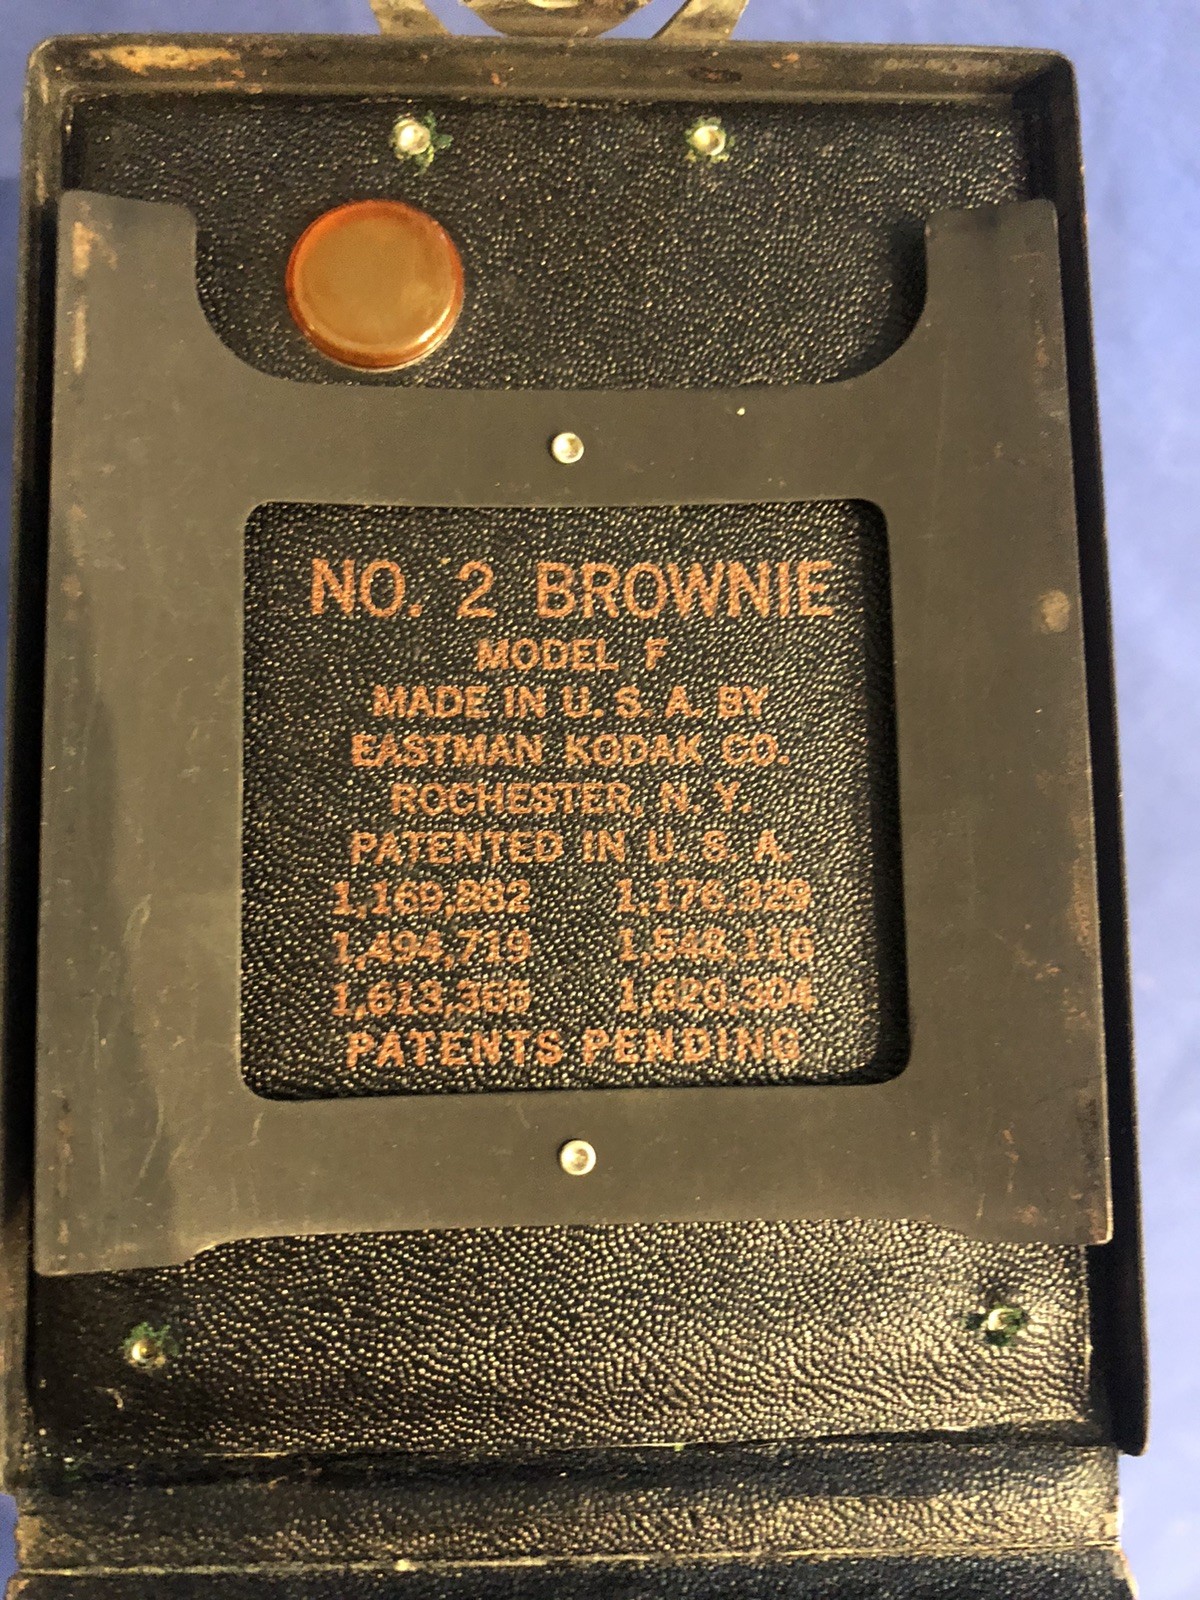 NO. 2 BROWNIE
MODEL F
MADE IN U. S. A. BY
EASTMAN KODAK CO.
ROCHESTER, N. Y.
PATENTED IN U. S. A.
1,169,882 1,176,329
1,494,719 1,548,116
1,613,365 1,620,304
PATENTS PENDING